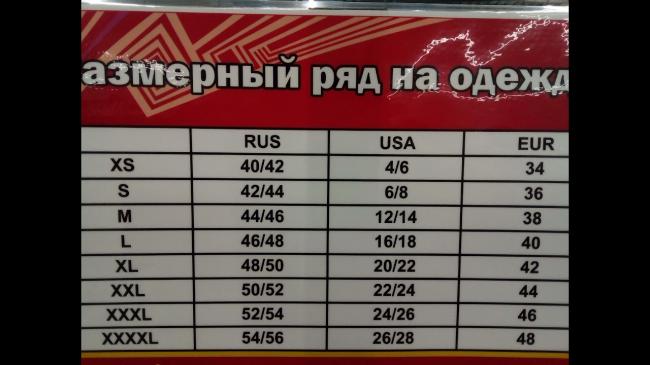 азмерный ряд на одежд
RUS USA EUR
XS 40/42 4/6 34
S 42/44 6/8 36
M 44/46 12/14 38
L 46/48 16/18 40
XL 48/50 20/22 42
XXL 50/52 22/24 44
XXXL 52/54 24/26 46
XXXXL 54/56 26/28 48